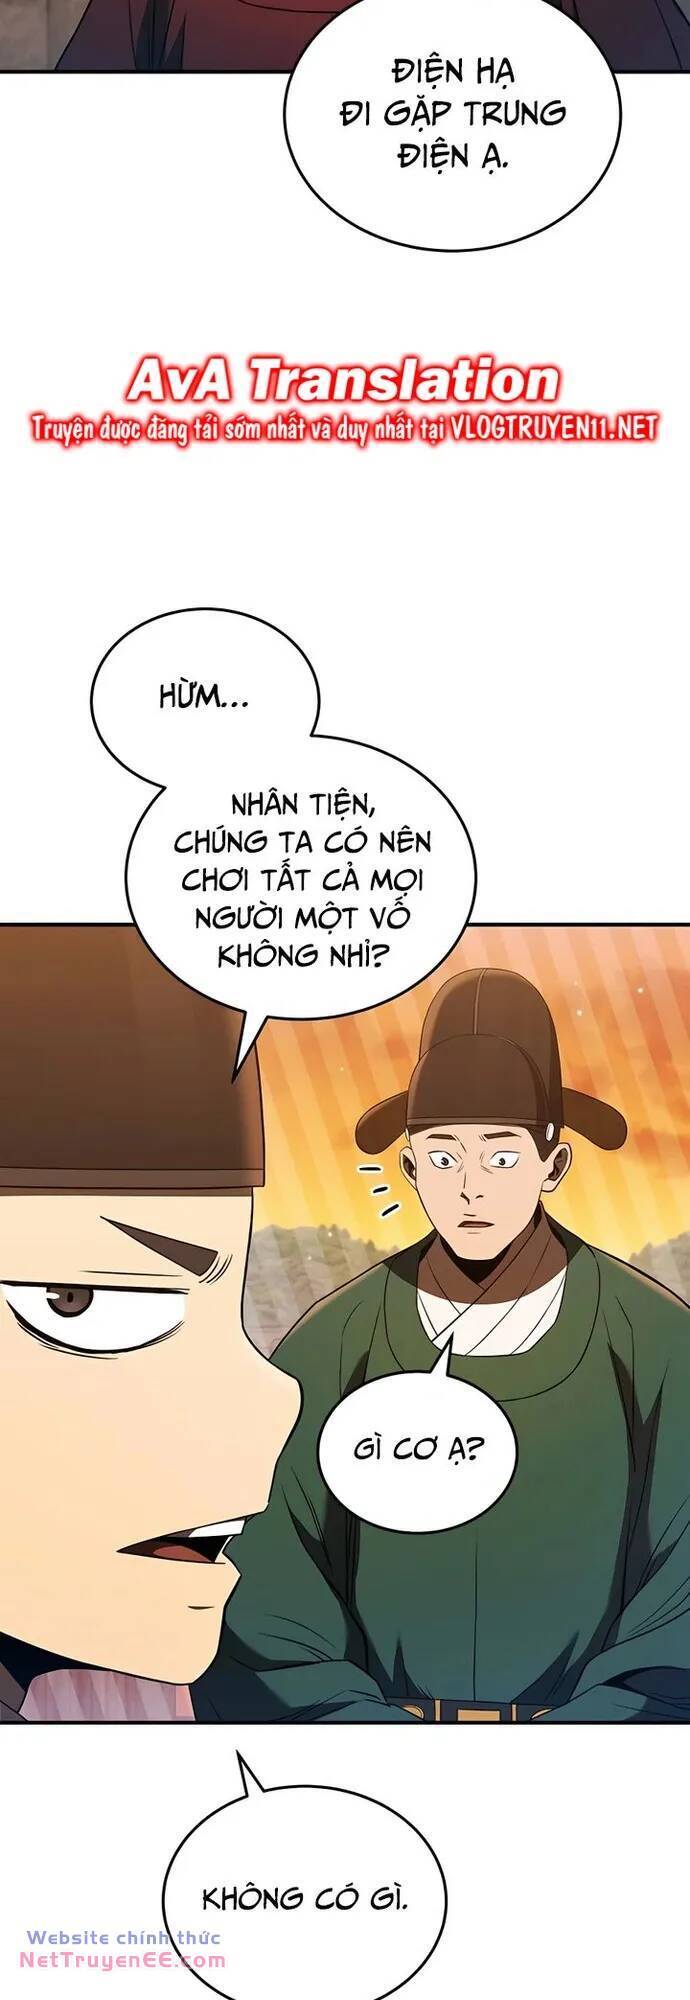 ĐIỆN HẠ
ĐI GẶP TRUNG
ĐIỆN Ạ.
AvA Translation
Truyện được đăng tải sớm nhất và duy nhất tại VLOGTRUYEN11.NET
HỪM...
NHÂN TIỆN,
CHÚNG TA CÓ NÊN
CHƠI TẤT CẢ MỌI
NGƯỜI MỘT VỐ
KHÔNG NHỈ?
GÌ CƠ Ạ?
KHÔNG CÓ GÌ.
Website chính thức
NetTruyenEE.com